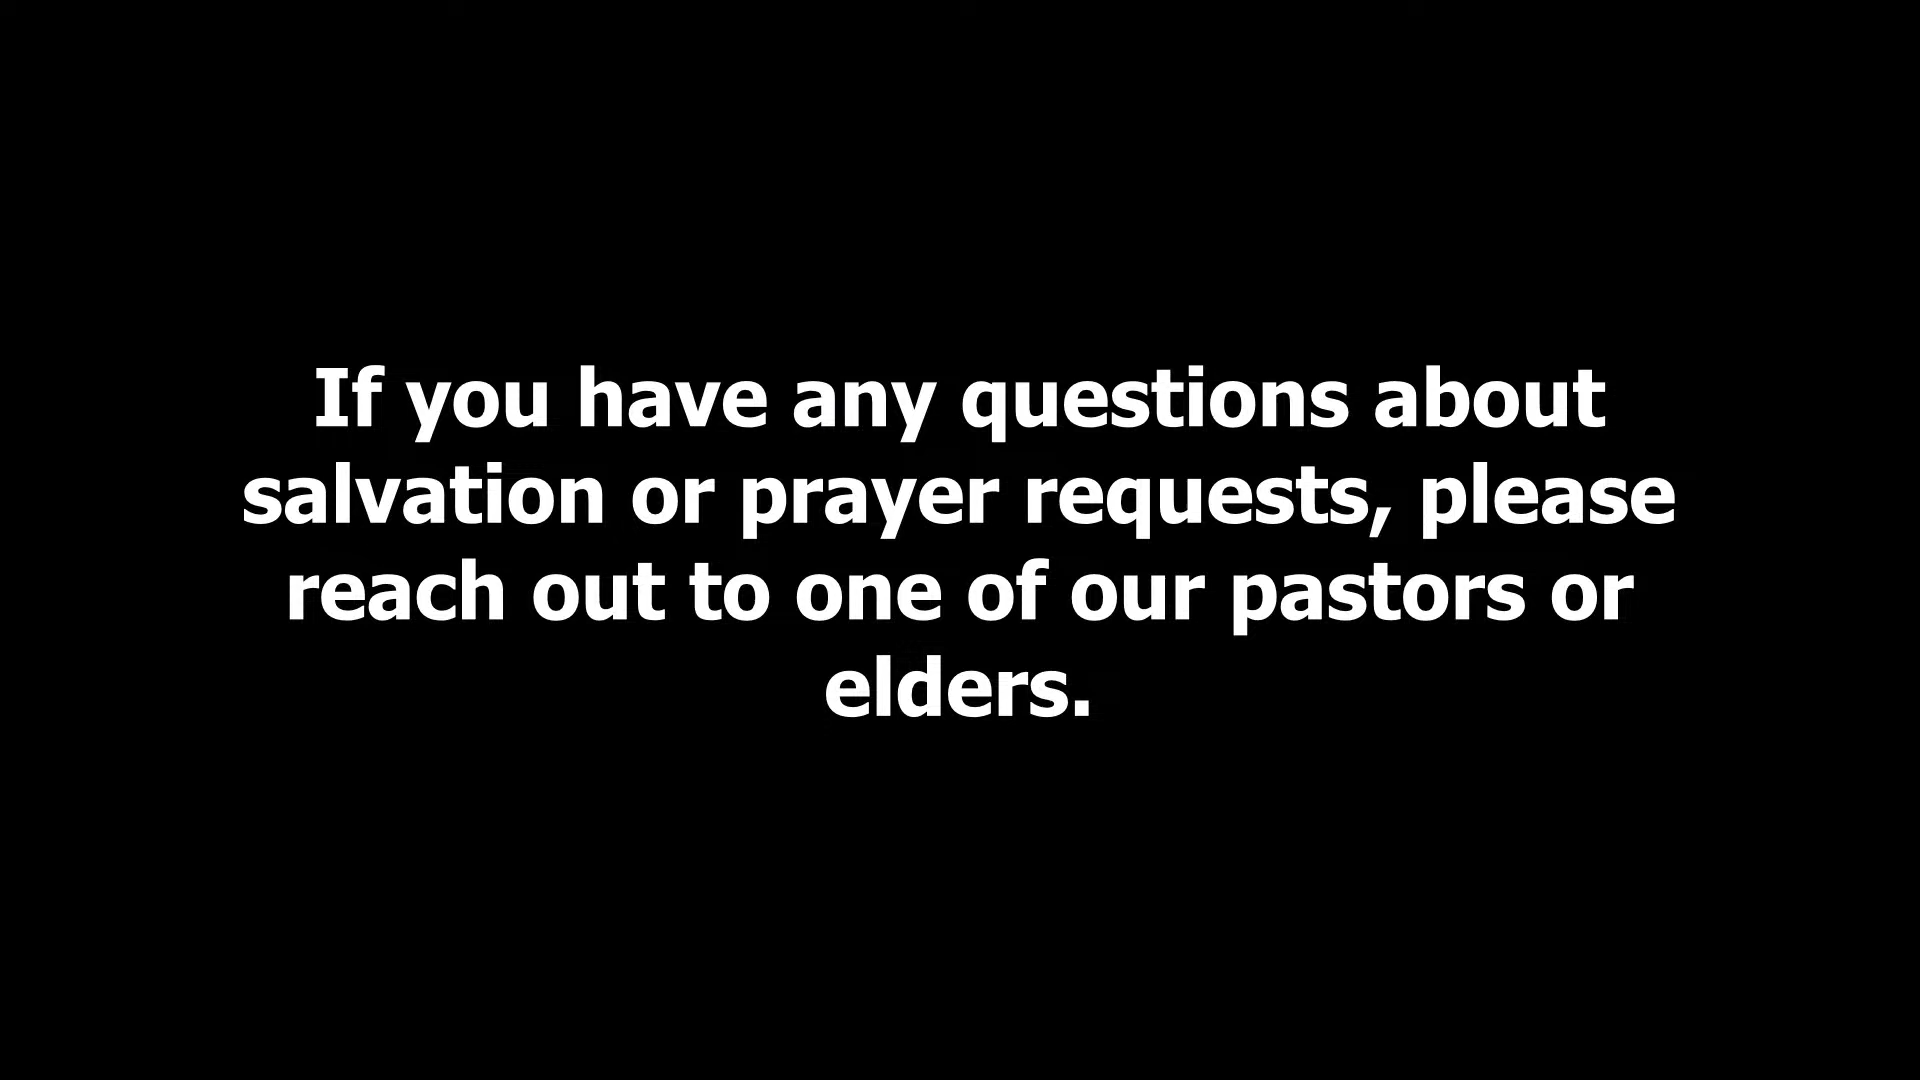 If you have any questions about
salvation or prayer requests, please
reach out to one of our pastors or
elders.